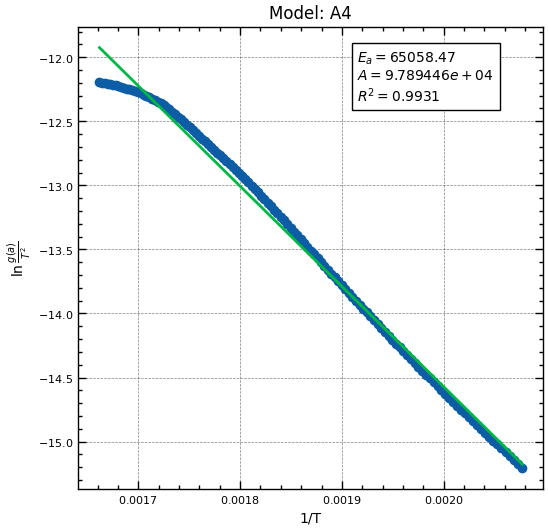 Model: A4
E_a = 65058.47
A = 9.789446e + 04
R² = 0.9931
−12.0
−12.5
−13.0
−13.5
−14.0
−14.5
−15.0
ln g(a)/T²
0.0017 0.0018 0.0019 0.0020
1/T